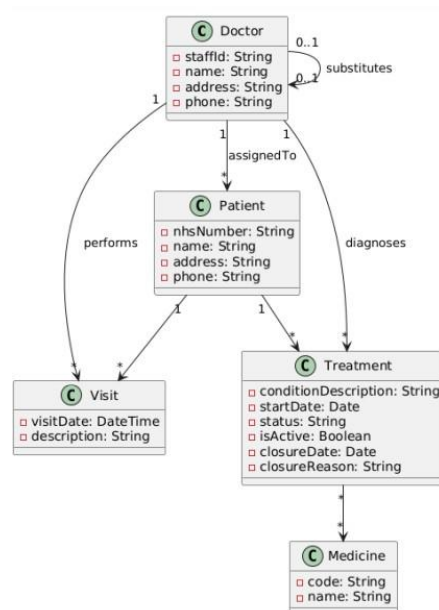 C Doctor
staffId: String
name: String
address: String
phone: String
0..1
0..1
substitutes
1
1
1
assignedTo
*
C Patient
nhsNumber: String
name: String
address: String
phone: String
performs
diagnoses
1
1
*
*
*
*
C Visit
visitDate: DateTime
description: String
C Treatment
conditionDescription: String
startDate: Date
status: String
isActive: Boolean
closureDate: Date
closureReason: String
*
*
C Medicine
code: String
name: String